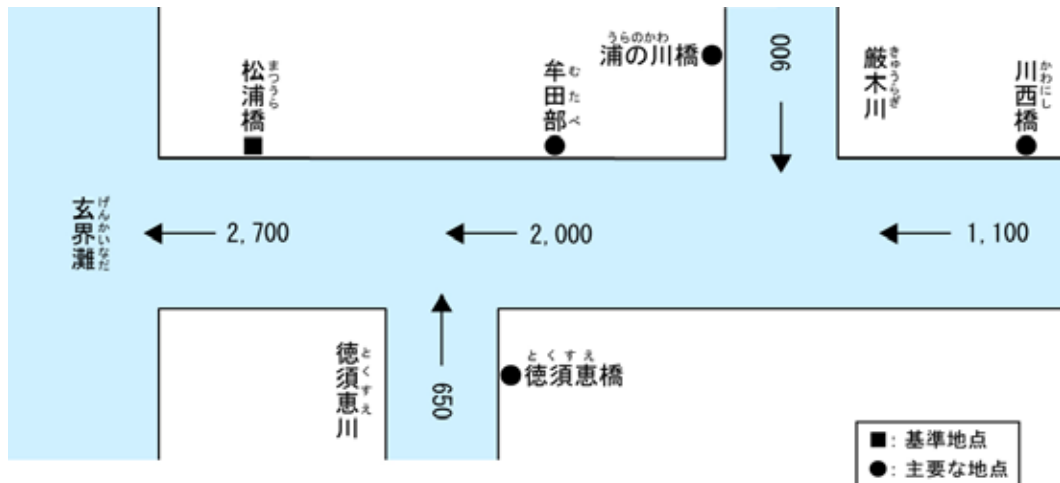 うらのかわ
浦の川橋
900
きゅうらぎ
厳木川
かわにし
川西橋
まつうら
松浦橋
むたべ
牟田部
げんかいなだ
玄界灘
2,700
2,000
1,100
とくすえ
徳須恵川
650
とくすえ
徳須恵橋
■: 基準地点
●: 主要な地点